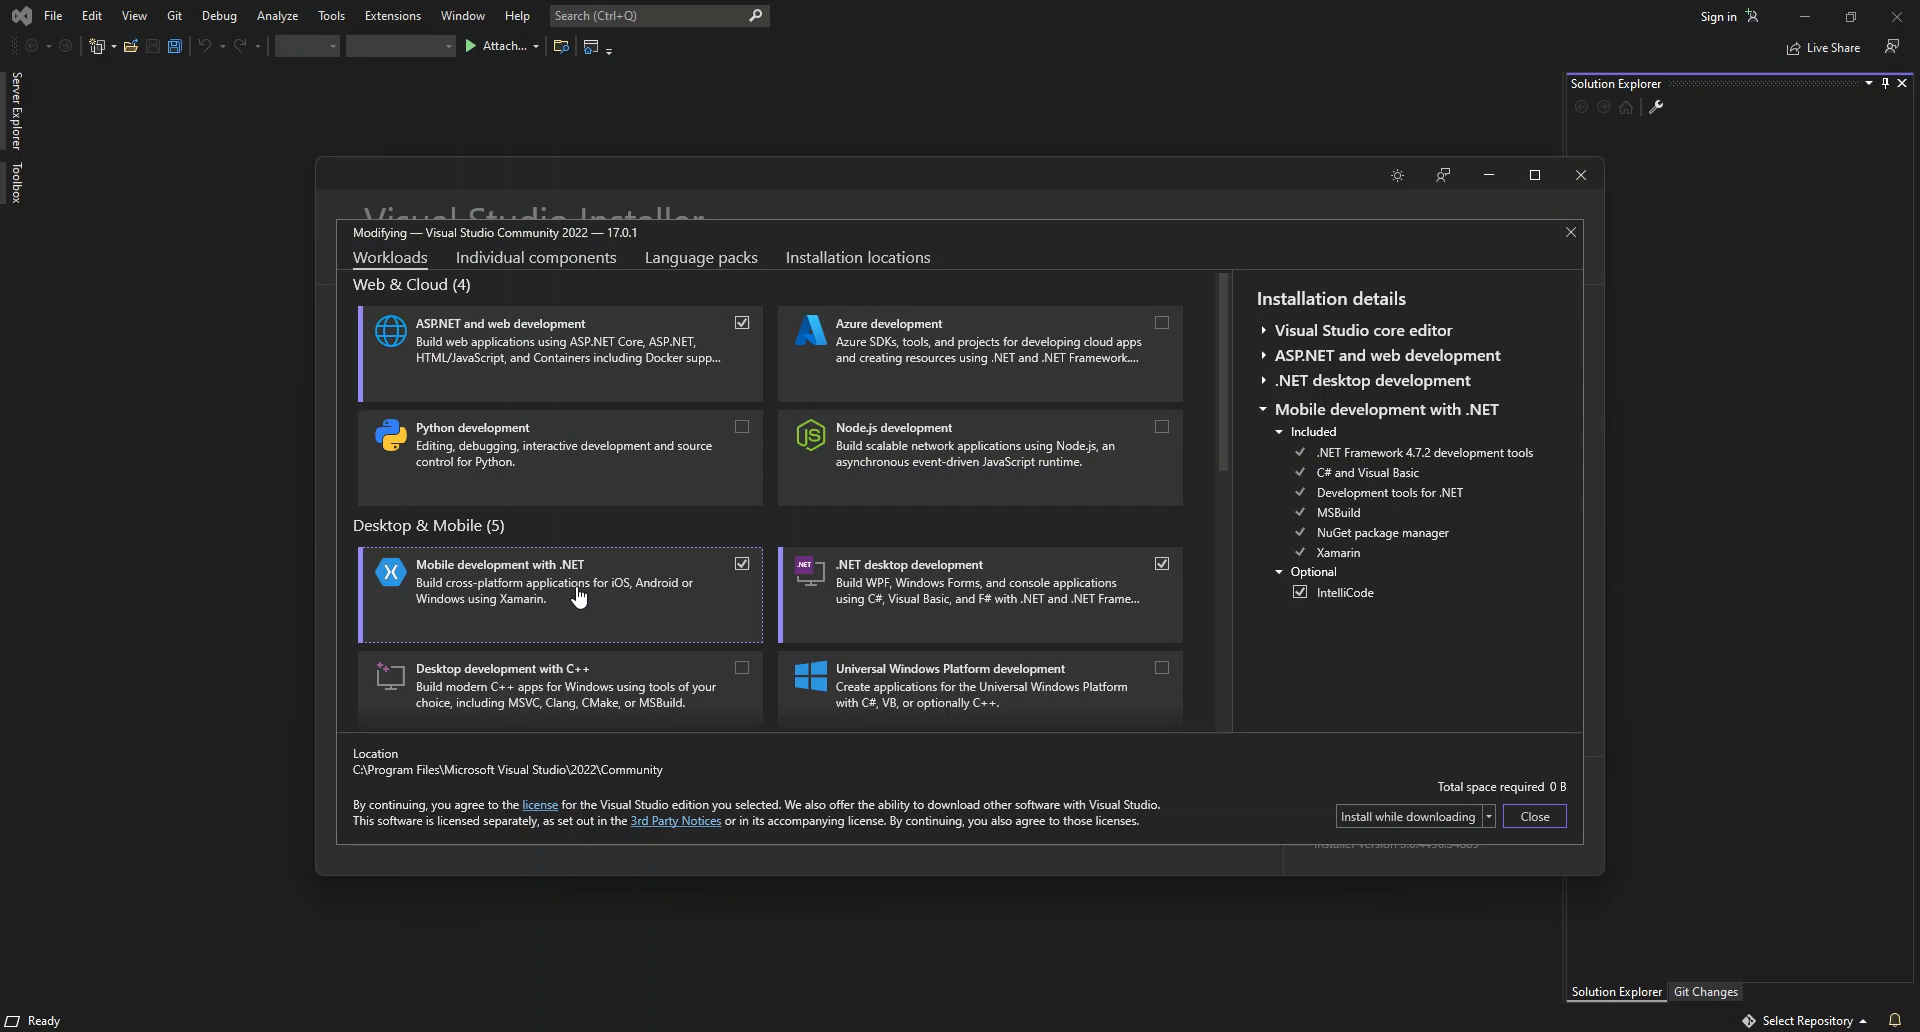 File Edit View Git Debug Analyze Tools Extensions Window Help Search (Ctrl+Q) Sign in
Attach... Live Share
Server Explorer
Toolbox
Solution Explorer
Visual Studio Installer
Modifying — Visual Studio Community 2022 — 17.0.1
Workloads Individual components Language packs Installation locations
Web & Cloud (4)
ASP.NET and web development
Build web applications using ASP.NET Core, ASP.NET,
HTML/JavaScript, and Containers including Docker supp...
Azure development
Azure SDKs, tools, and projects for developing cloud apps
and creating resources using .NET and .NET Framework....
Python development
Editing, debugging, interactive development and source
control for Python.
Node.js development
Build scalable network applications using Node.js, an
asynchronous event-driven JavaScript runtime.
Desktop & Mobile (5)
Mobile development with .NET
Build cross-platform applications for iOS, Android or
Windows using Xamarin.
.NET
.NET desktop development
Build WPF, Windows Forms, and console applications
using C#, Visual Basic, and F# with .NET and .NET Frame...
Desktop development with C++
Build modern C++ apps for Windows using tools of your
choice, including MSVC, Clang, CMake, or MSBuild.
Universal Windows Platform development
Create applications for the Universal Windows Platform
with C#, VB, or optionally C++.
Installation details
Visual Studio core editor
ASP.NET and web development
.NET desktop development
Mobile development with .NET
Included
.NET Framework 4.7.2 development tools
C# and Visual Basic
Development tools for .NET
MSBuild
NuGet package manager
Xamarin
Optional
IntelliCode
Location
C:\Program Files\Microsoft Visual Studio\2022\Community
Total space required 0 B
By continuing, you agree to the license for the Visual Studio edition you selected. We also offer the ability to download other software with Visual Studio.
This software is licensed separately, as set out in the 3rd Party Notices or in its accompanying license. By continuing, you also agree to those licenses.
Install while downloading Close
Solution Explorer Git Changes
Ready Select Repository